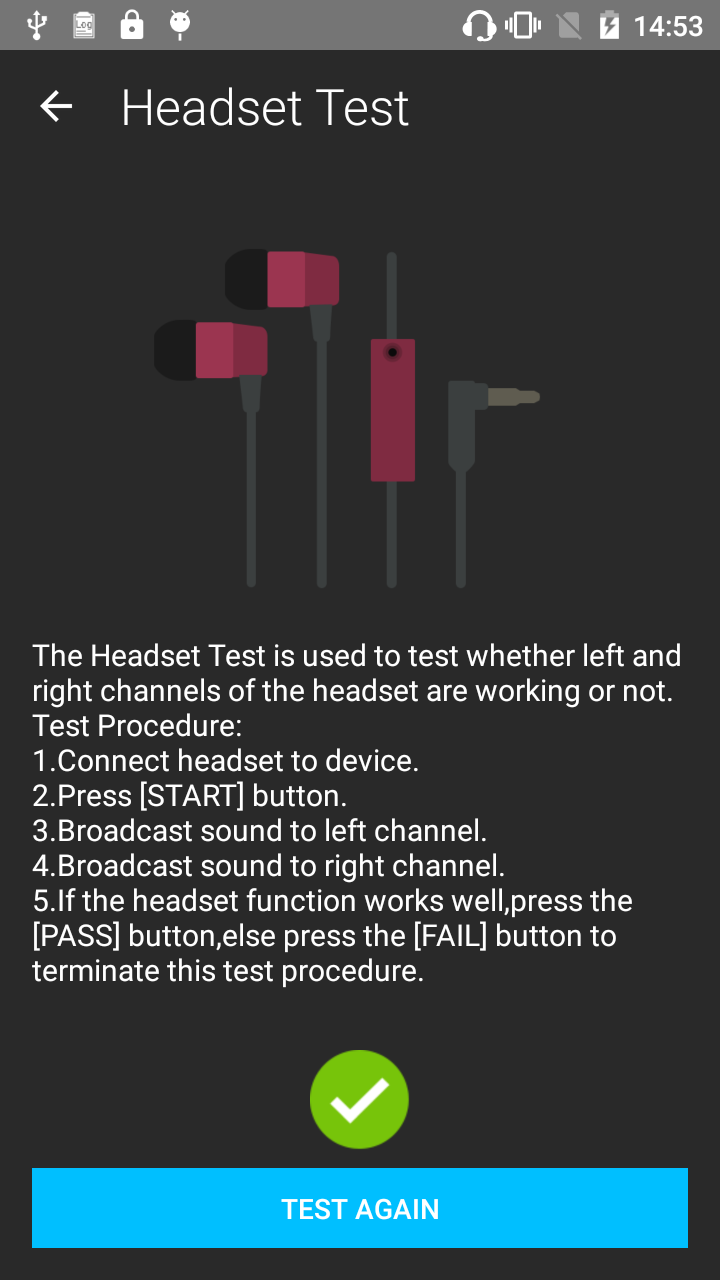 Log
14:53
Headset Test
The Headset Test is used to test whether left and
right channels of the headset are working or not.
Test Procedure:
1.Connect headset to device.
2.Press [START] button.
3.Broadcast sound to left channel.
4.Broadcast sound to right channel.
5.If the headset function works well,press the
[PASS] button,else press the [FAIL] button to
terminate this test procedure.
TEST AGAIN